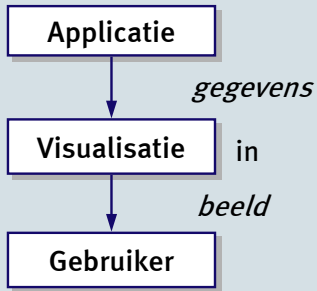 Applicatie
gegevens
Visualisatie in
beeld
Gebruiker